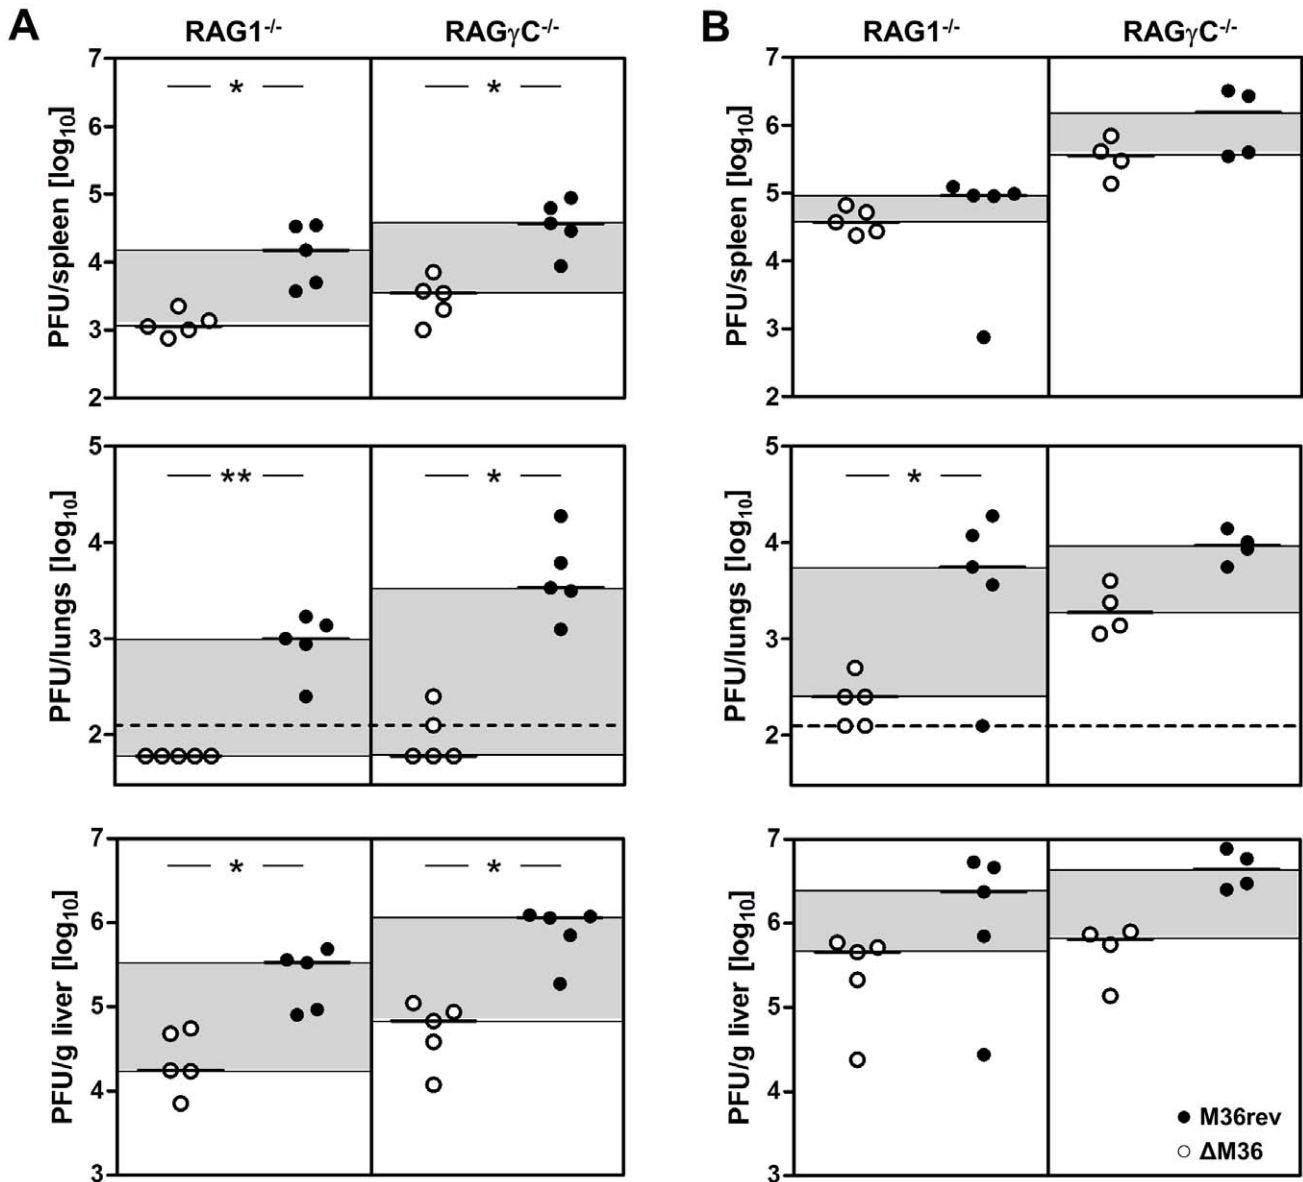 A
RAG1-/-
RAGγC-/-
PFU/spleen [log10]
7
6
5
4
3
2
*
*
PFU/lungs [log10]
5
4
3
2
**
*
PFU/g liver [log10]
7
6
5
4
3
*
*
B
RAG1-/-
RAGγC-/-
PFU/spleen [log10]
7
6
5
4
3
2
PFU/lungs [log10]
5
4
3
2
*
PFU/g liver [log10]
7
6
5
4
3
M36rev
ΔM36